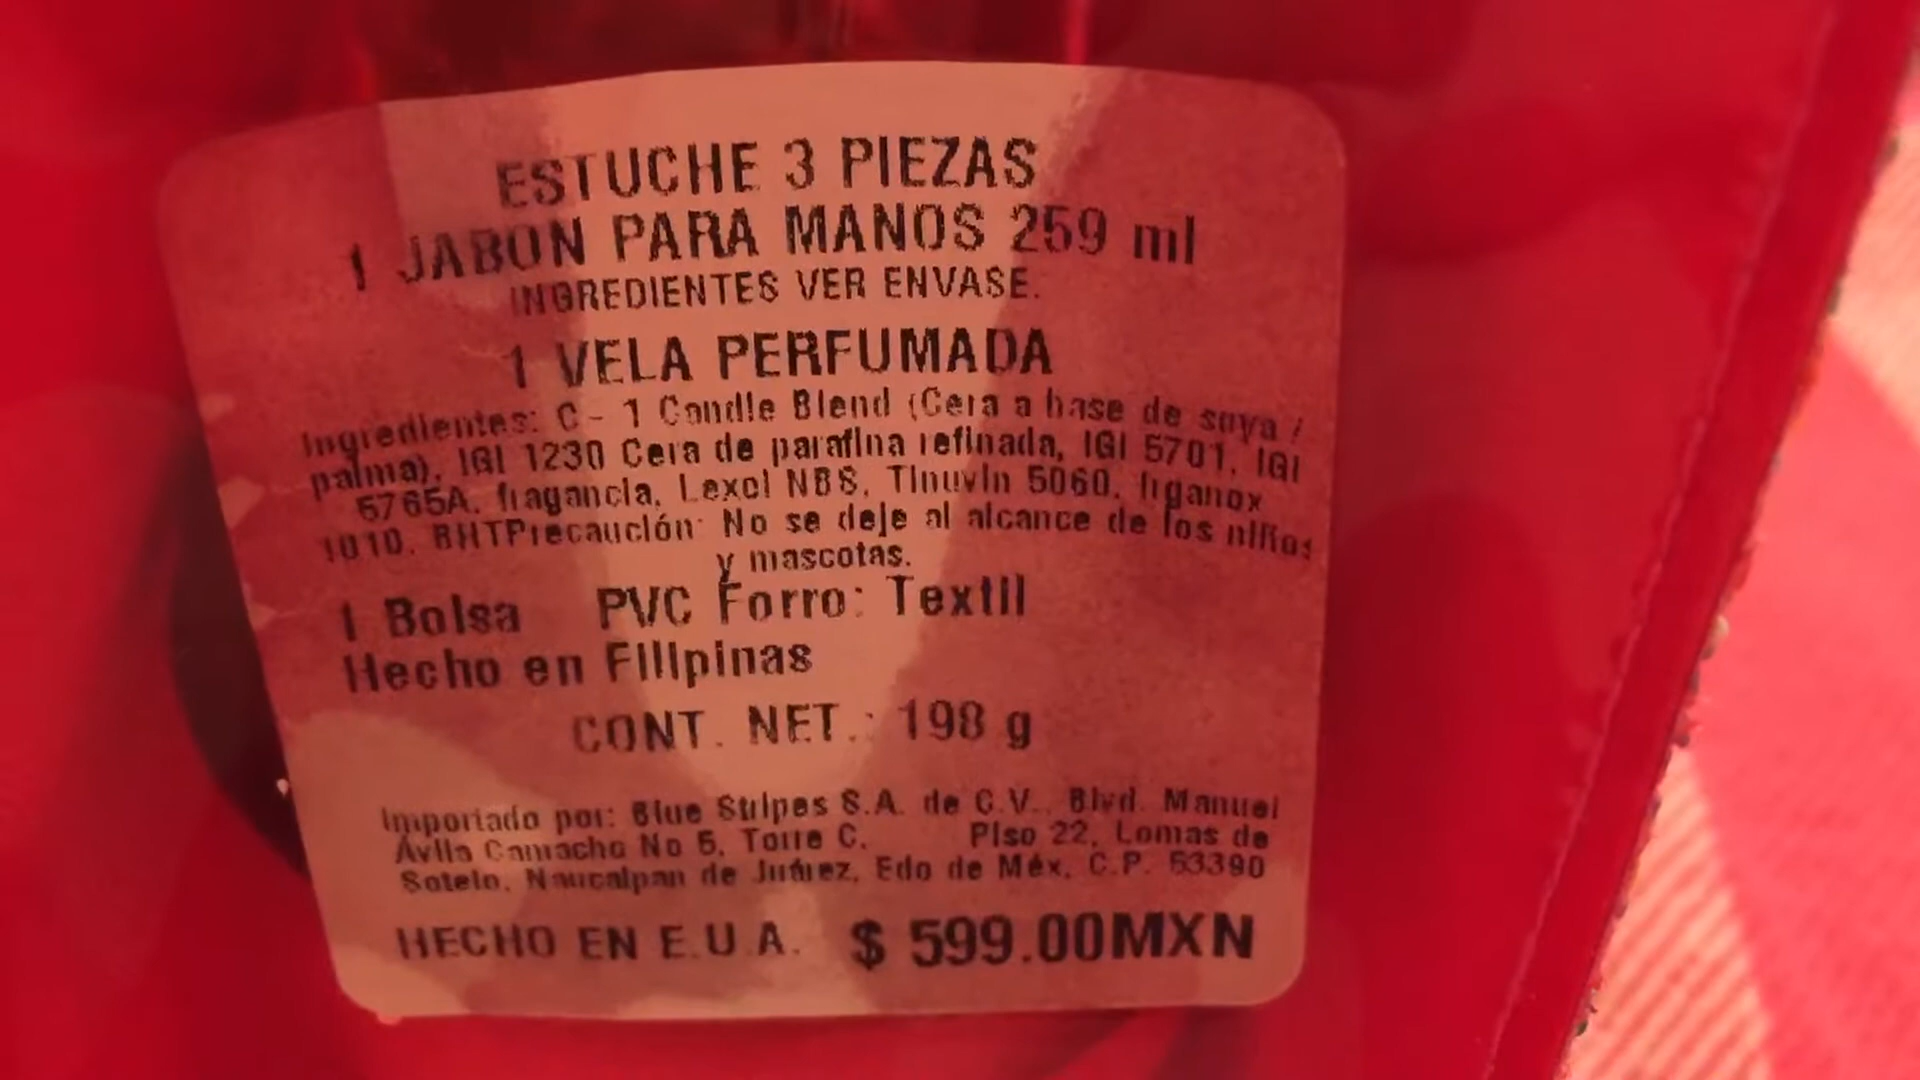 ESTUCHE 3 PIEZAS
1 JABON PARA MANOS 259 ml
INGREDIENTES VER ENVASE.
1 VELA PERFUMADA
Ingredientes: C - 1 Candle Blend (Cera a base de soya /
palma), IGI 1230 Cera de parafina refinada, IGI 5701, IGI
5765A, fragancia, Lexol NBS, Tinuvin 5060, Irganox
1010, BHTPrecaución: No se deje al alcance de los niños
y mascotas.
1 Bolsa PVC Forro: Textil
Hecho en Filipinas
CONT. NET.: 198 g
Importado por: Blue Stripes S.A. de C.V., Blvd. Manuel
Ávila Camacho No 5, Torre C, Piso 22, Lomas de
Sotelo, Naucalpan de Juárez, Edo de Méx, C.P. 53390
HECHO EN E.U.A. $ 599.00MXN